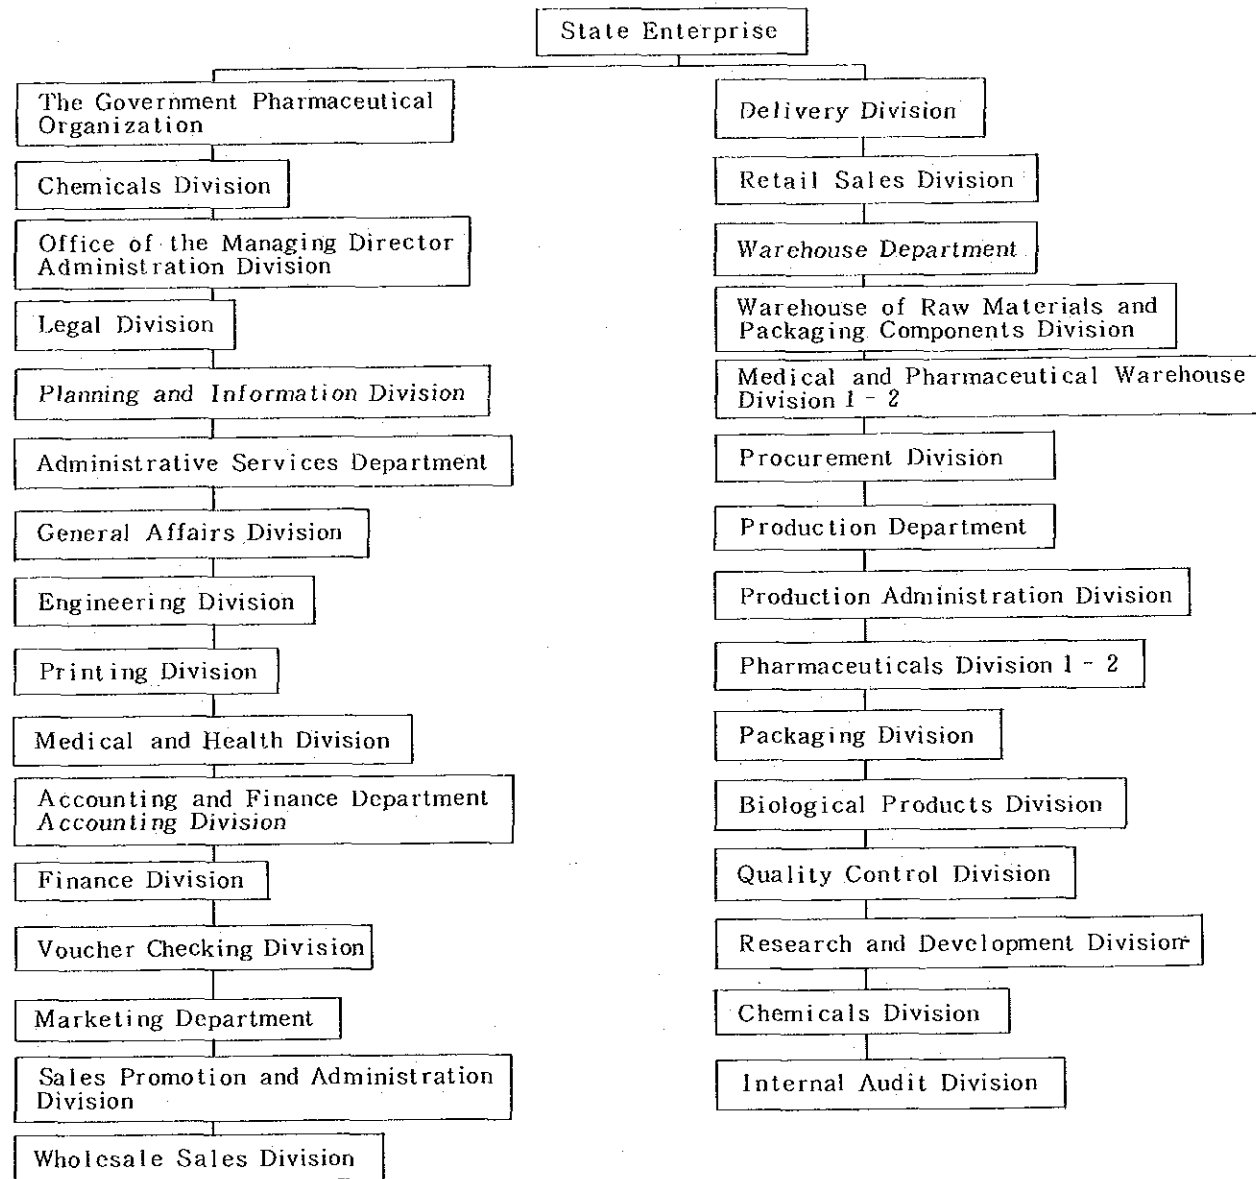 State Enterprise
The Government Pharmaceutical
Organization
Chemicals Division
Office of the Managing Director
Administration Division
Legal Division
Planning and Information Division
Administrative Services Department
General Affairs Division
Engineering Division
Printing Division
Medical and Health Division
Accounting and Finance Department
Accounting Division
Finance Division
Voucher Checking Division
Marketing Department
Sales Promotion and Administration
Division
Wholesale Sales Division
Delivery Division
Retail Sales Division
Warehouse Department
Warehouse of Raw Materials and
Packaging Components Division
Medical and Pharmaceutical Warehouse
Division 1 - 2
Procurement Division
Production Department
Production Administration Division
Pharmaceuticals Division 1 - 2
Packaging Division
Biological Products Division
Quality Control Division
Research and Development Division
Chemicals Division
Internal Audit Division